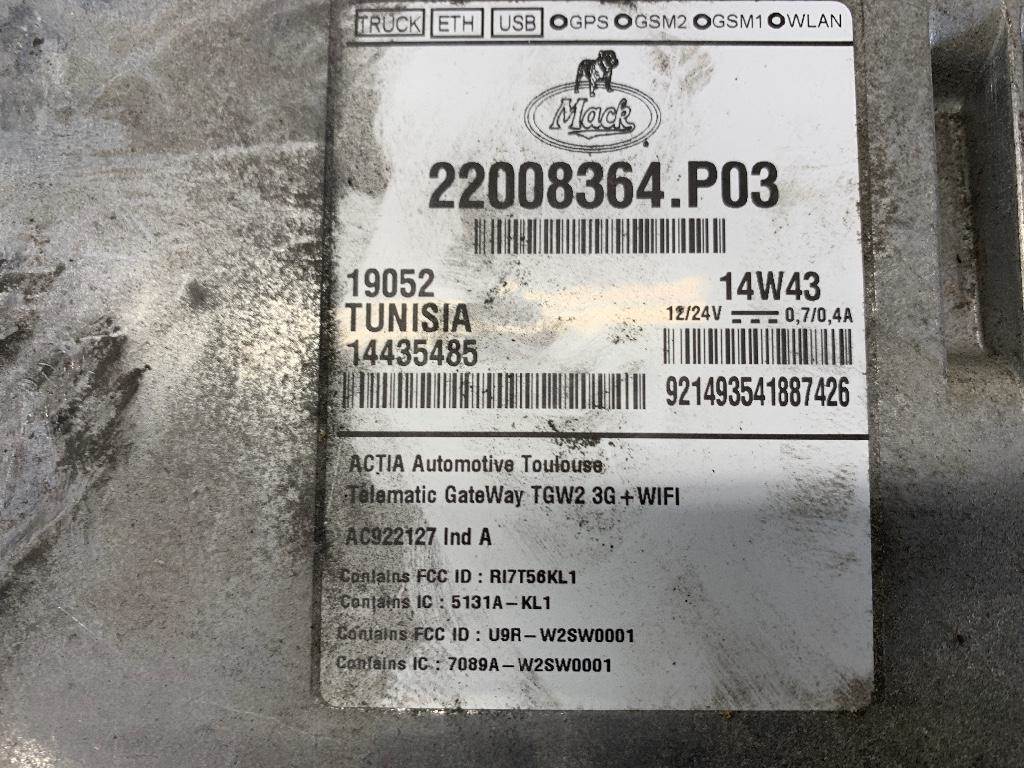 TRUCK ETH USB GPS GSM2 GSM1 WLAN
Mack
22008364.P03
19052 14W43
TUNISIA 12/24V 0,7/0,4A
14435485
921493541887426
ACTIA Automotive Toulouse
Telematic GateWay TGW2 3G+WIFI
AC922127 Ind A
Contains FCC ID : RI7T56KL1
Contains IC : 5131A-KL1
Contains FCC ID : U9R-W2SW0001
Contains IC : 7089A-W2SW0001